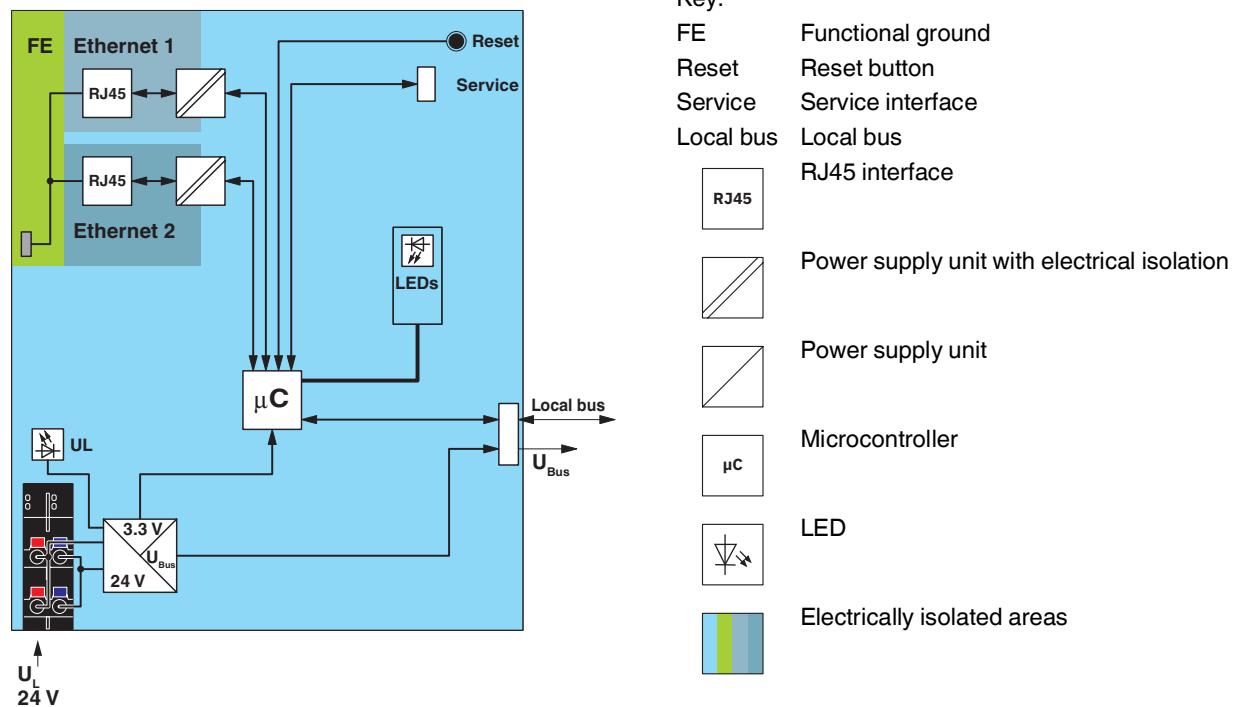 FE
Ethernet 1
RJ45
RJ45
Ethernet 2
Reset
Service
LEDs
µC
Local bus
U Bus
UL
3.3 V
U Bus
24 V
U L
24 V
Key:
FE Functional ground
Reset Reset button
Service Service interface
Local bus Local bus
RJ45 RJ45 interface
Power supply unit with electrical isolation
Power supply unit
µC Microcontroller
LED
Electrically isolated areas